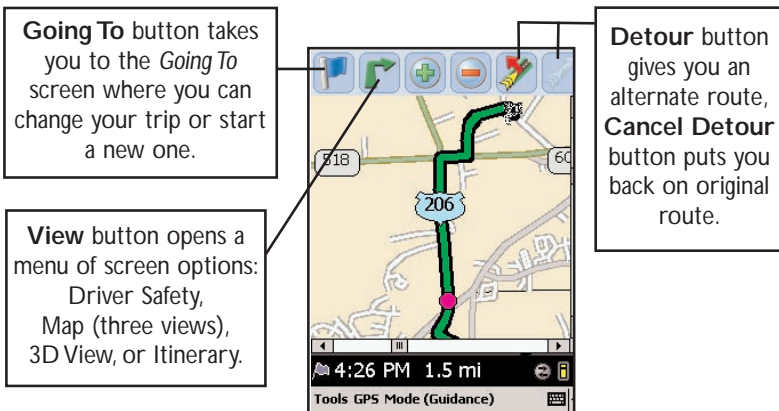 Going To button takes
you to the Going To
screen where you can
change your trip or start
a new one.
View button opens a
menu of screen options:
Driver Safety,
Map (three views),
3D View, or Itinerary.
518
60
206
4:26 PM 1.5 mi
Tools GPS Mode (Guidance)
Detour button
gives you an
alternate route,
Cancel Detour
button puts you
back on original
route.